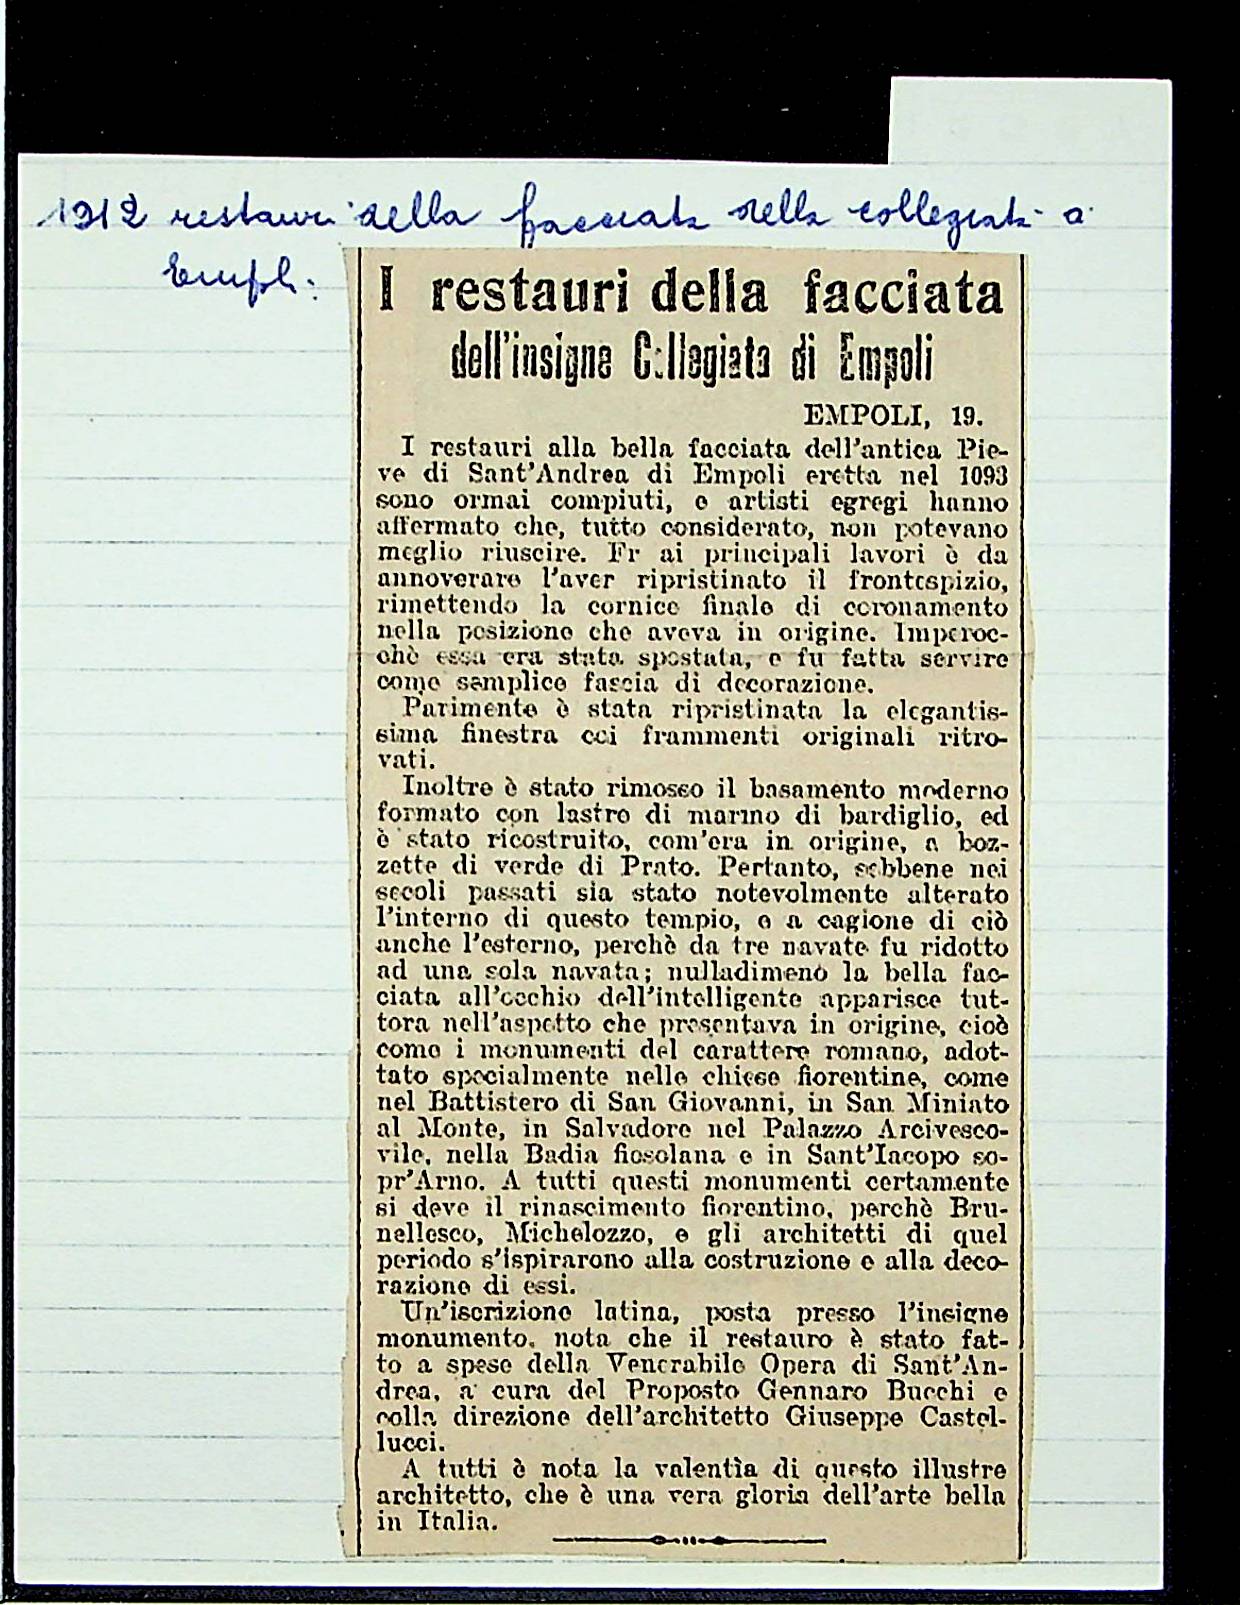 1912 restauri della facciata della collegiata a
Empoli.
I restauri della facciata
dell'insigne Collegiata di Empoli
EMPOLI, 19.
I restauri alla bella facciata dell'antica Pie-
ve di Sant'Andrea di Empoli eretta nel 1093
sono ormai compiuti, e artisti egregi hanno
affermato che, tutto considerato, non potevano
meglio riuscire. Fr ai principali lavori è da
annoverare l'aver ripristinato il frontespizio,
rimettendo la cornice finale di coronamento
nella posizione che aveva in origine. Imperoc-
chè essa era stata spostata, e fu fatta servire
come semplice fascia di decorazione.
Parimente è stata ripristinata la elegantis-
sima finestra coi frammenti originali ritro-
vati.
Inoltre è stato rimosso il basamento moderno
formato con lastre di marmo di bardiglio, ed
è stato ricostruito, com'era in origine, a boz-
zette di verde di Prato. Pertanto, sebbene nei
secoli passati sia stato notevolmente alterato
l'interno di questo tempio, e a cagione di ciò
anche l'esterno, perchè da tre navate fu ridotto
ad una sola navata; nulladimeno la bella fac-
ciata all'occhio dell'intelligente apparisce tut-
tora nell'aspetto che presentava in origine, cioè
come i monumenti del carattere romano, adot-
tato specialmente nelle chiese fiorentine, come
nel Battistero di San Giovanni, in San Miniato
al Monte, in Salvadore nel Palazzo Arcivesco-
vile, nella Badia fiesolana e in Sant'Iacopo so-
pr'Arno. A tutti questi monumenti certamente
si deve il rinascimento fiorentino, perchè Bru-
nellesco, Michelozzo, e gli architetti di quel
periodo s'ispirarono alla costruzione e alla deco-
razione di essi.
Un'iscrizione latina, posta presso l'insigne
monumento, nota che il restauro è stato fat-
to a spese della Venerabile Opera di Sant'An-
drea, a cura del Proposto Gennaro Bucchi e
colla direzione dell'architetto Giuseppe Castel-
lucci.
A tutti è nota la valentìa di questo illustre
architetto, che è una vera gloria dell'arte bella
in Italia.